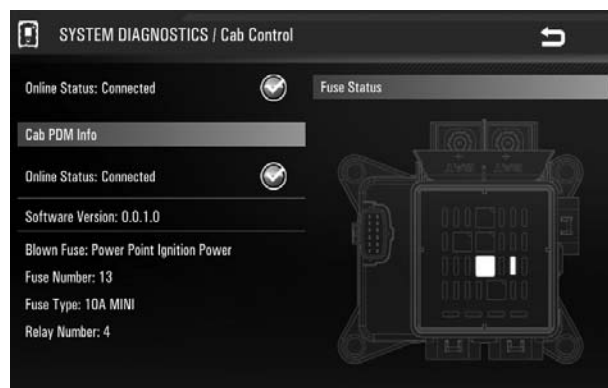 SYSTEM DIAGNOSTICS / Cab Control
Online Status: Connected
Fuse Status
Cab PDM Info
Online Status: Connected
Software Version: 0.0.1.0
Blown Fuse: Power Point Ignition Power
Fuse Number: 13
Fuse Type: 10A MINI
Relay Number: 4